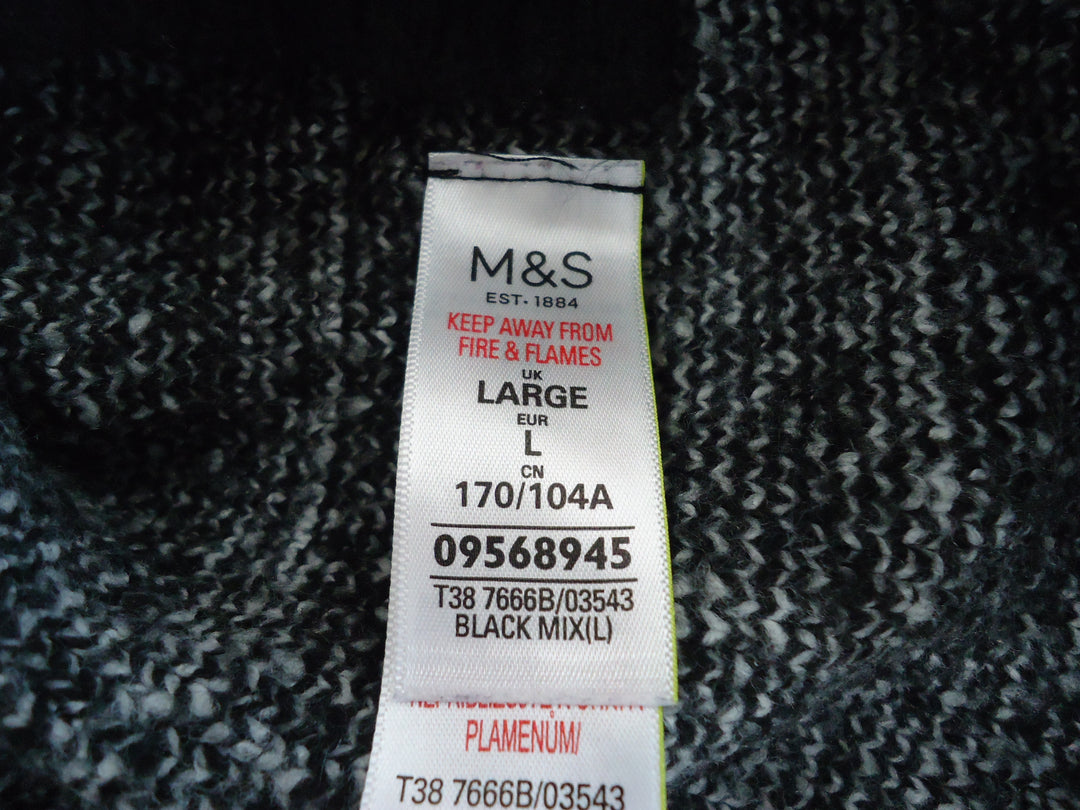 M&S
EST. 1884
KEEP AWAY FROM
FIRE & FLAMES
UK
LARGE
EUR
L
CN
170/104A
09568945
T38 7666B/03543
BLACK MIX(L)
PLAMENŮM/
T38 7666B/03543